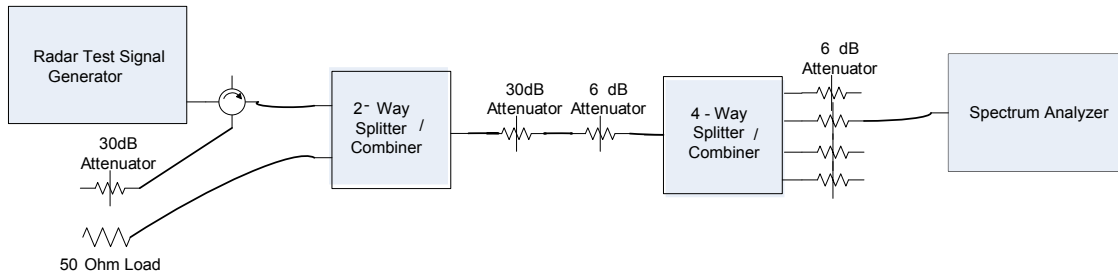 Radar Test Signal
Generator
30dB
Attenuator
50 Ohm Load
2- Way
Splitter /
Combiner
30dB
Attenuator
6 dB
Attenuator
4 - Way
Splitter /
Combiner
6 dB
Attenuator
Spectrum Analyzer